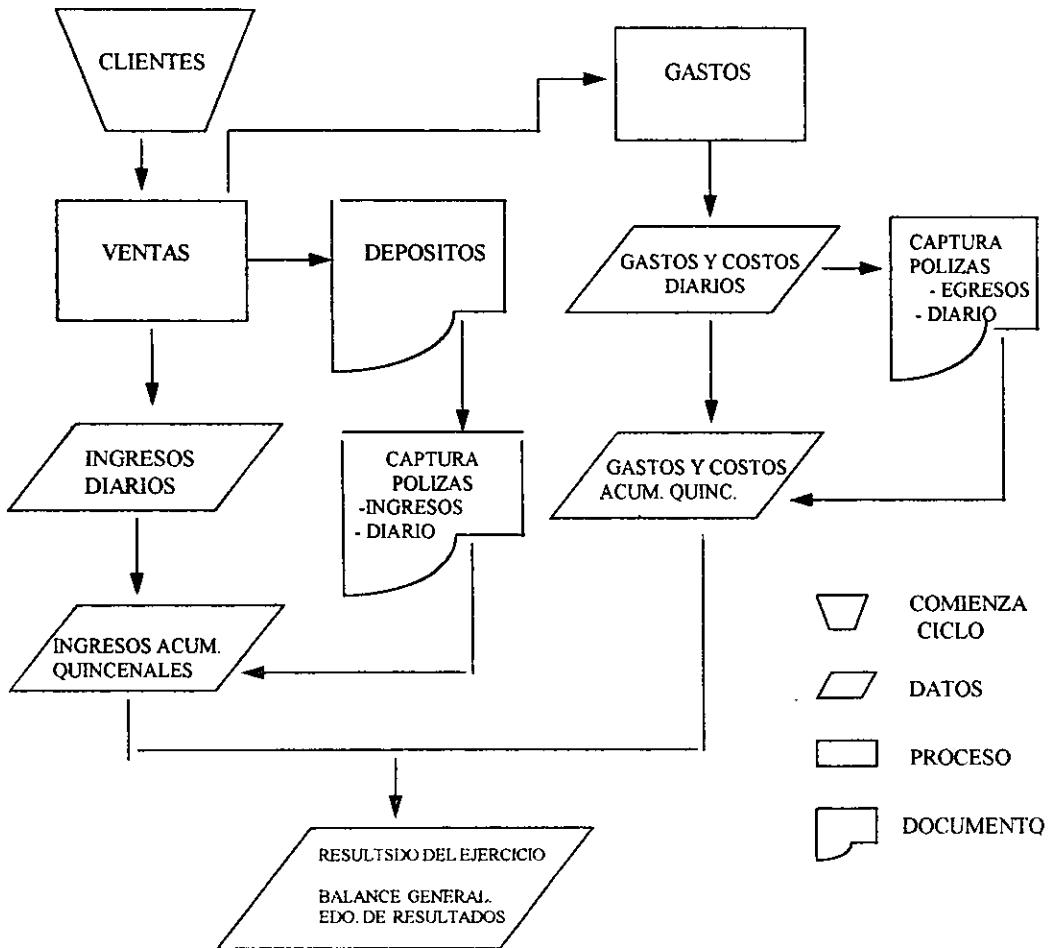 CLIENTES
GASTOS
VENTAS
DEPOSITOS
GASTOS Y COSTOS
DIARIOS
CAPTURA
POLIZAS
- EGRESOS
- DIARIO
INGRESOS
DIARIOS
CAPTURA
POLIZAS
-INGRESOS
- DIARIO
GASTOS Y COSTOS
ACUM. QUINC.
INGRESOS ACUM.
QUINCENALES
COMIENZA
CICLO
DATOS
PROCESO
DOCUMENTO
RESULTSDO DEL EJERCICIO
BALANCE GENERAL.
EDO. DE RESULTADOS